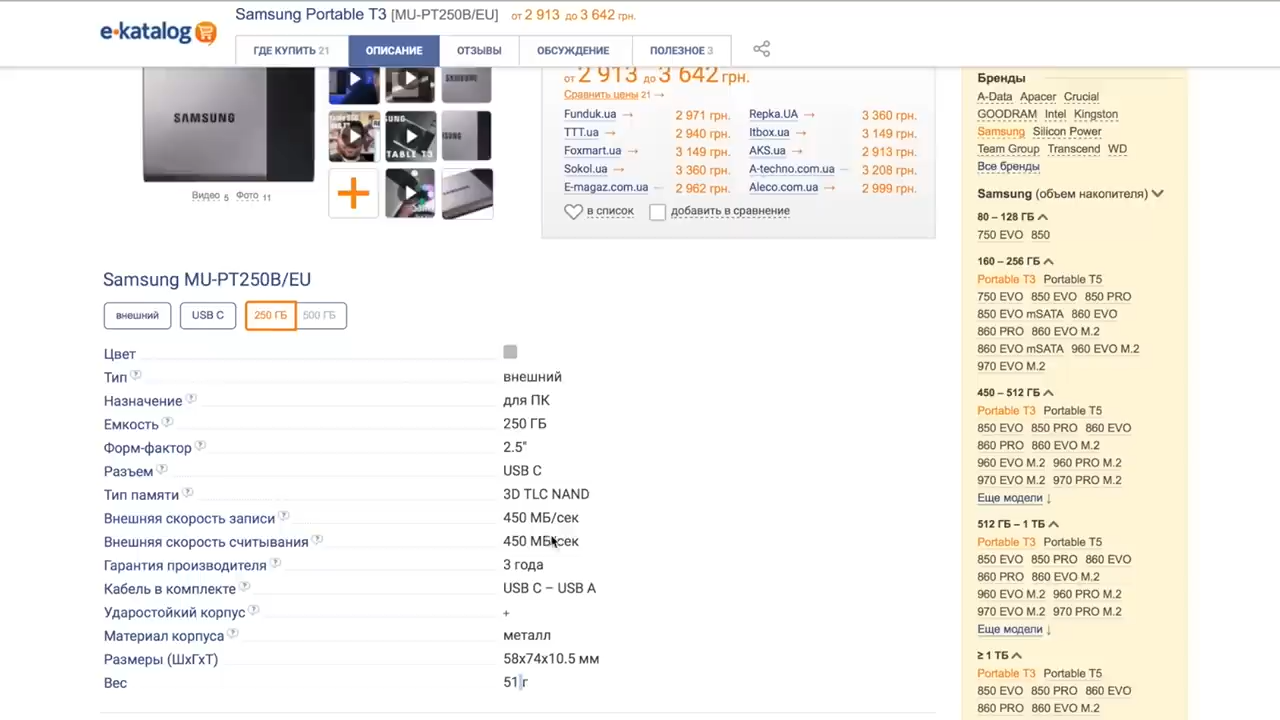 e-katalog
Samsung Portable T3 [MU-PT250B/EU] от 2 913 до 3 642 грн.
ГДЕ КУПИТЬ 21 ОПИСАНИЕ ОТЗЫВЫ ОБСУЖДЕНИЕ ПОЛЕЗНОЕ 3
SAMSUNG
Видео 5 Фото 11
от 2 913 до 3 642 грн.
Сравнить цены 21 →
Funduk.ua → 2 971 грн. Repka.UA → 3 360 грн.
TTT.ua → 2 940 грн. Itbox.ua → 3 149 грн.
Foxmart.ua → 3 149 грн. AKS.ua → 2 913 грн.
Sokol.ua → 3 360 грн. A-techno.com.ua 3 208 грн.
E-magaz.com.ua 2 962 грн. Aleco.com.ua → 2 999 грн.
в список добавить в сравнение
Samsung MU-PT250B/EU
внешний USB C 250 ГБ 500 ГБ
Цвет
Тип внешний
Назначение для ПК
Емкость 250 ГБ
Форм-фактор 2.5"
Разъем USB C
Тип памяти 3D TLC NAND
Внешняя скорость записи 450 МБ/сек
Внешняя скорость считывания 450 МБ/сек
Гарантия производителя 3 года
Кабель в комплекте USB C – USB A
Ударостойкий корпус +
Материал корпуса металл
Размеры (ШхГхТ) 58x74x10.5 мм
Вес 51 г
Бренды
A-Data Apacer Crucial
GOODRAM Intel Kingston
Samsung Silicon Power
Team Group Transcend WD
Все бренды
Samsung (объем накопителя)
80 – 128 ГБ
750 EVO 850
160 – 256 ГБ
Portable T3 Portable T5
750 EVO 850 EVO 850 PRO
850 EVO mSATA 860 EVO
860 PRO 860 EVO M.2
860 EVO mSATA 960 EVO M.2
970 EVO M.2
450 – 512 ГБ
Portable T3 Portable T5
850 EVO 850 PRO 860 EVO
860 PRO 860 EVO M.2
960 EVO M.2 960 PRO M.2
970 EVO M.2 970 PRO M.2
Еще модели ↓
512 ГБ – 1 ТБ
Portable T3 Portable T5
850 EVO 850 PRO 860 EVO
860 PRO 860 EVO M.2
960 EVO M.2 960 PRO M.2
970 EVO M.2 970 PRO M.2
Еще модели ↓
≥ 1 ТБ
Portable T3 Portable T5
850 EVO 850 PRO 860 EVO
860 PRO 860 EVO M.2